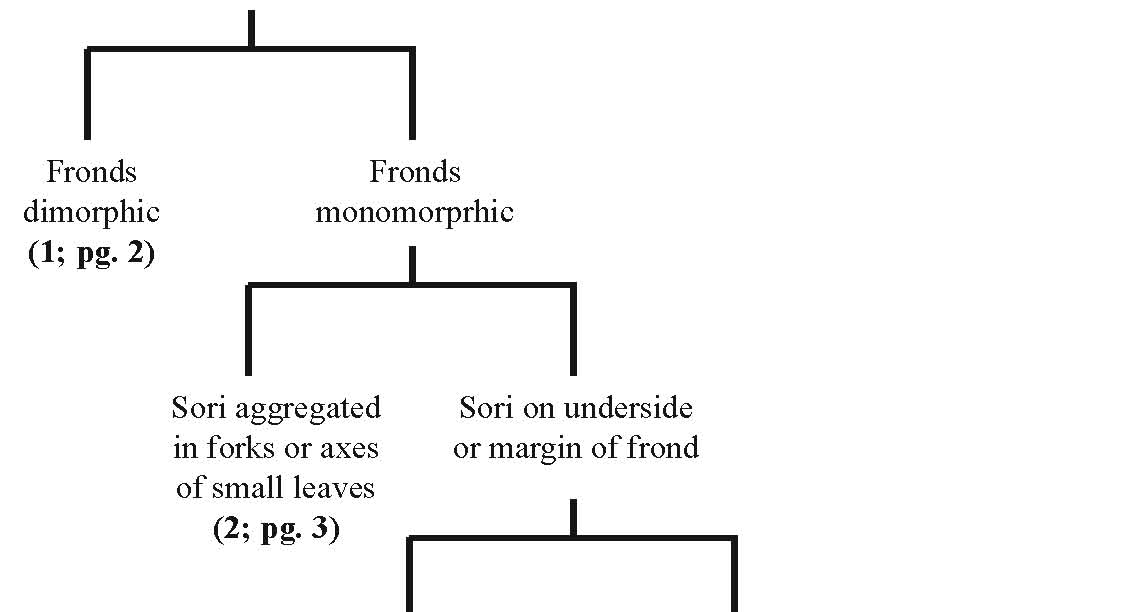 Fronds
dimorphic
(1; pg. 2)
Fronds
monomorprhic
Sori aggregated
in forks or axes
of small leaves
(2; pg. 3)
Sori on underside
or margin of frond